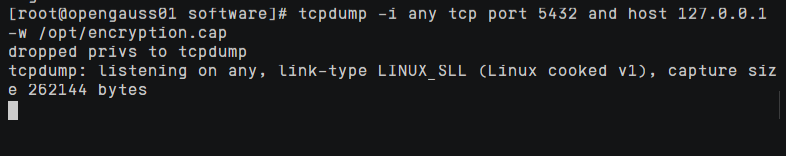 [root@opengauss01 software]# tcpdump -i any tcp port 5432 and host 127.0.0.1
-w /opt/encryption.cap
dropped privs to tcpdump
tcpdump: listening on any, link-type LINUX_SLL (Linux cooked v1), capture siz
e 262144 bytes